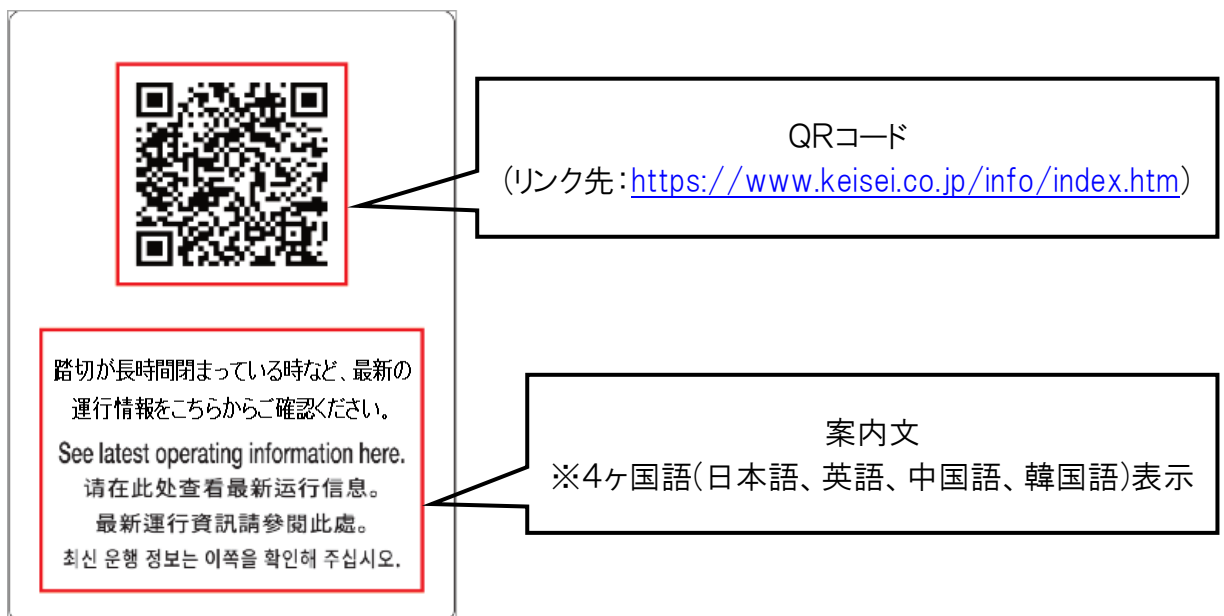 QRコード
(リンク先：https://www.keisei.co.jp/info/index.htm)
踏切が長時間閉まっている時など、最新の
運行情報をこちらからご確認ください。
See latest operating information here.
请在此处查看最新运行信息。
最新運行資訊請參閱此處。
최신 운행 정보는 이쪽을 확인해 주십시오.
案内文
※4ヶ国語(日本語、英語、中国語、韓国語)表示